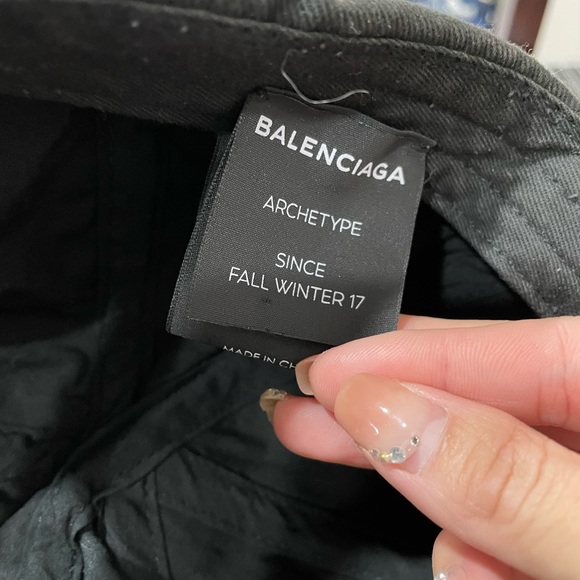 BALENCIAGA
ARCHETYPE
SINCE
FALL WINTER 17
MADE IN